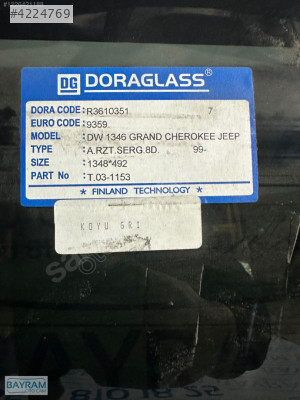 #4224769
DG DORAGLASS®
DORA CODE:R3610351 7
EURO CODE:9359
MODEL :DW 1346 GRAND CHEROKEE JEEP
TYPE :A.RZT.SERG.8D. 99-
SIZE :1348*492
PART No :T.03-1153
★ FINLAND TECHNOLOGY ★
KOYU GRI
BAYRAM